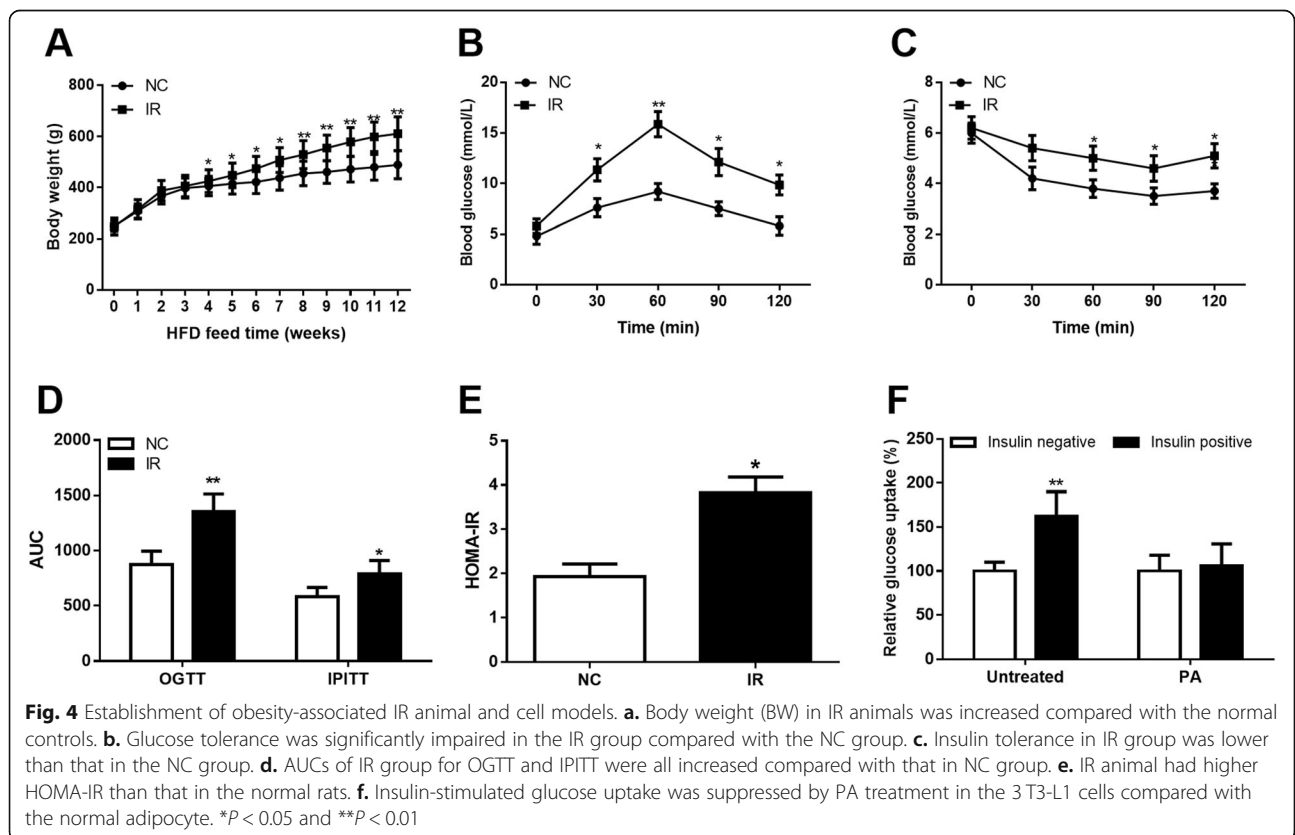 A
B
C
NC
IR
Body weight (g)
800
600
400
200
0
* * * * ** ** ** ** **
0 1 2 3 4 5 6 7 8 9 10 11 12
HFD feed time (weeks)
NC
IR
Blood glucose (mmol/L)
20
15
10
5
0
* ** * *
0 30 60 90 120
Time (min)
NC
IR
Blood glucose (mmol/L)
8
6
4
2
0
* * *
0 30 60 90 120
Time (min)
D
E
F
NC
IR
AUC
2000
1500
1000
500
0
** *
OGTT IPITT
HOMA-IR
5
4
3
2
1
0
*
NC IR
Relative glucose uptake (%)
250
200
150
100
50
0
Insulin negative Insulin positive
**
Untreated PA
Fig. 4 Establishment of obesity-associated IR animal and cell models. a. Body weight (BW) in IR animals was increased compared with the normal
controls. b. Glucose tolerance was significantly impaired in the IR group compared with the NC group. c. Insulin tolerance in IR group was lower
than that in the NC group. d. AUCs of IR group for OGTT and IPITT were all increased compared with that in NC group. e. IR animal had higher
HOMA-IR than that in the normal rats. f. Insulin-stimulated glucose uptake was suppressed by PA treatment in the 3 T3-L1 cells compared with
the normal adipocyte. *P < 0.05 and **P < 0.01